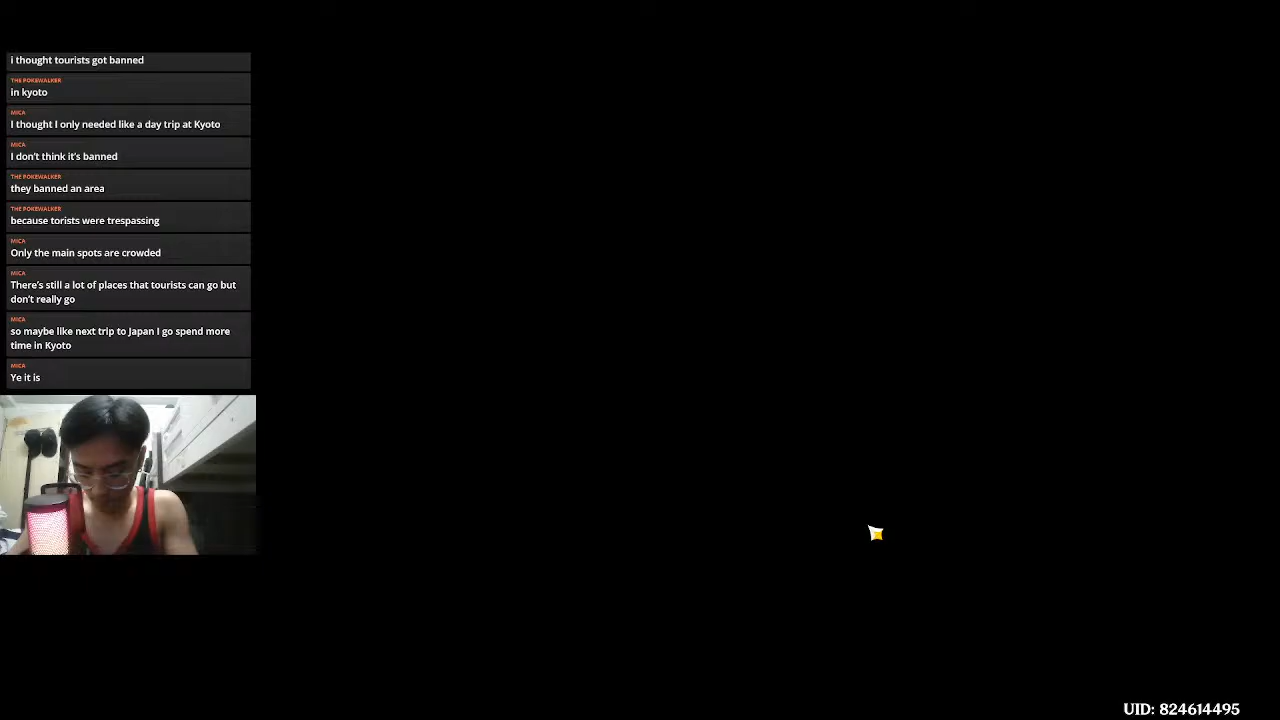 i thought tourists got banned
THE POKEWALKER
in kyoto
MICA
I thought I only needed like a day trip at Kyoto
MICA
I don't think it's banned
THE POKEWALKER
they banned an area
THE POKEWALKER
because torists were trespassing
MICA
Only the main spots are crowded
MICA
There's still a lot of places that tourists can go but
don't really go
MICA
so maybe like next trip to Japan I go spend more
time in Kyoto
MICA
Ye it is
UID: 824614495